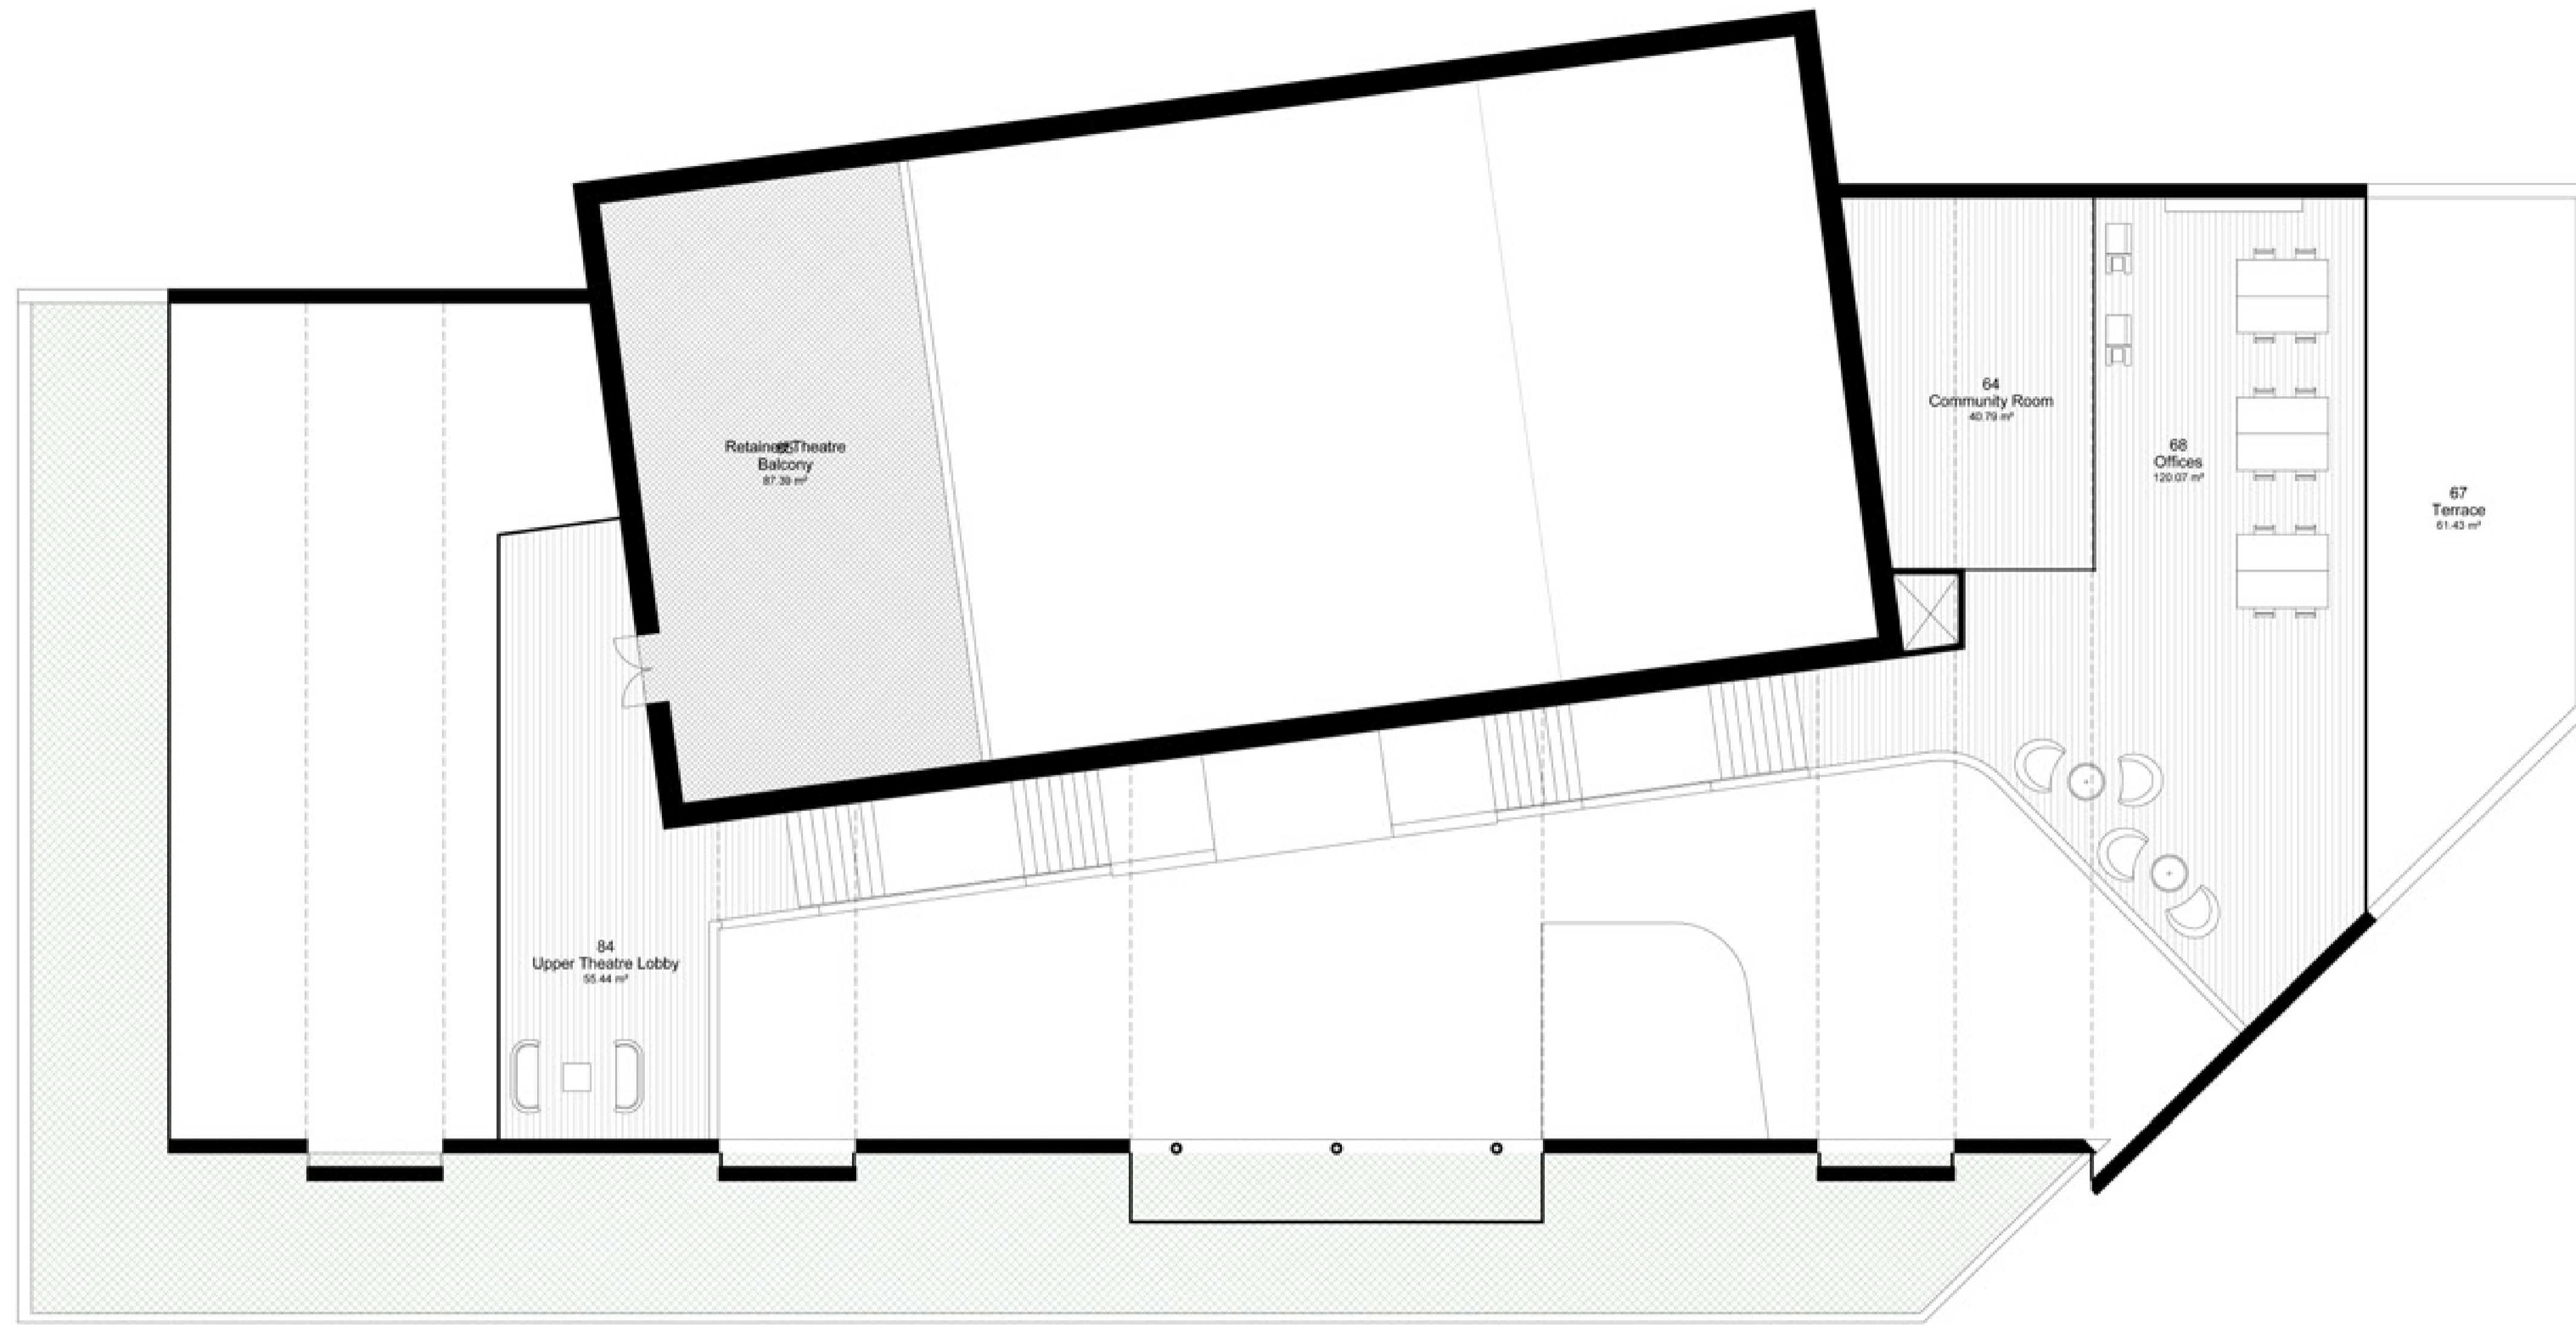 Retained Theatre
Balcony
87.39 m²
64
Community Room
40.79 m²
68
Offices
120.07 m²
67
Terrace
61.43 m²
84
Upper Theatre Lobby
55.44 m²